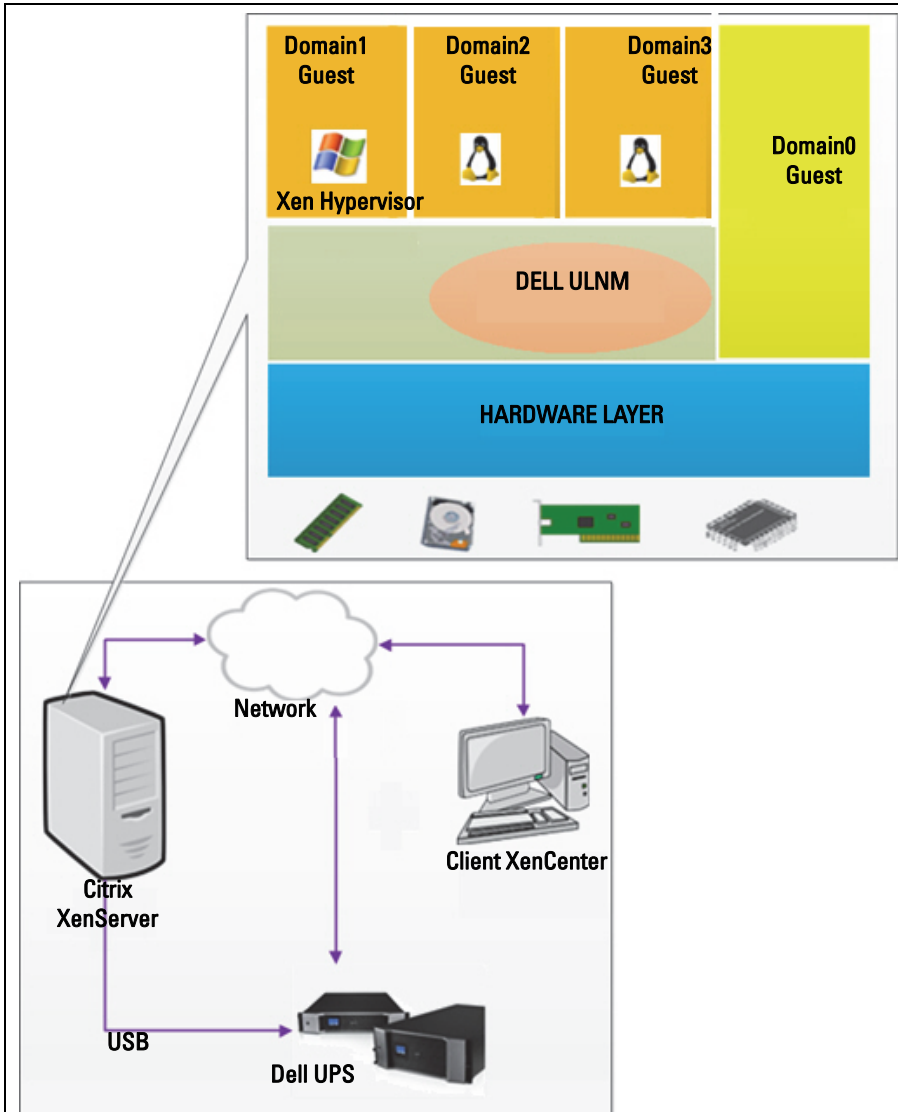 Domain1
Guest
Domain2
Guest
Domain3
Guest
Domain0
Guest
Xen Hypervisor
DELL ULNM
HARDWARE LAYER
Network
Client XenCenter
Citrix
XenServer
USB
Dell UPS